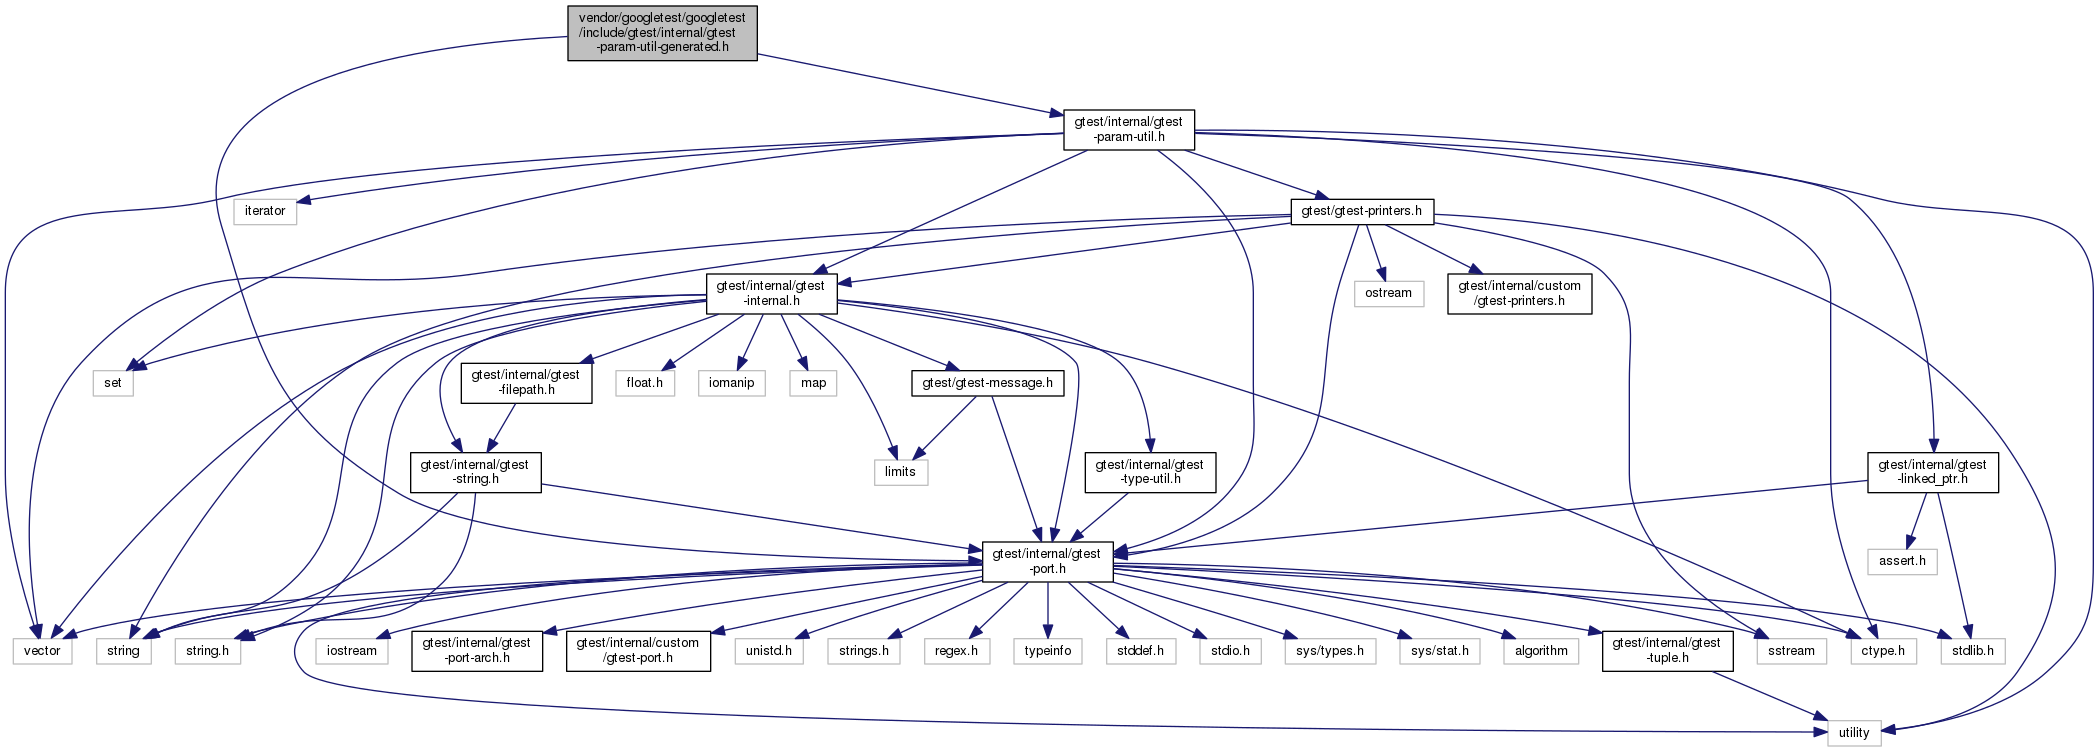 vendor/googletest/googletest
/include/gtest/internal/gtest
-param-util-generated.h
gtest/internal/gtest
-param-util.h
iterator
gtest/gtest-printers.h
gtest/internal/gtest
-internal.h
ostream
gtest/internal/custom
/gtest-printers.h
set
gtest/internal/gtest
-filepath.h
float.h
iomanip
map
gtest/gtest-message.h
gtest/internal/gtest
-string.h
limits
gtest/internal/gtest
-type-util.h
gtest/internal/gtest
-linked_ptr.h
gtest/internal/gtest
-port.h
assert.h
vector
string
string.h
iostream
gtest/internal/gtest
-port-arch.h
gtest/internal/custom
/gtest-port.h
unistd.h
strings.h
regex.h
typeinfo
stddef.h
stdio.h
sys/types.h
sys/stat.h
algorithm
gtest/internal/gtest
-tuple.h
sstream
ctype.h
stdlib.h
utility